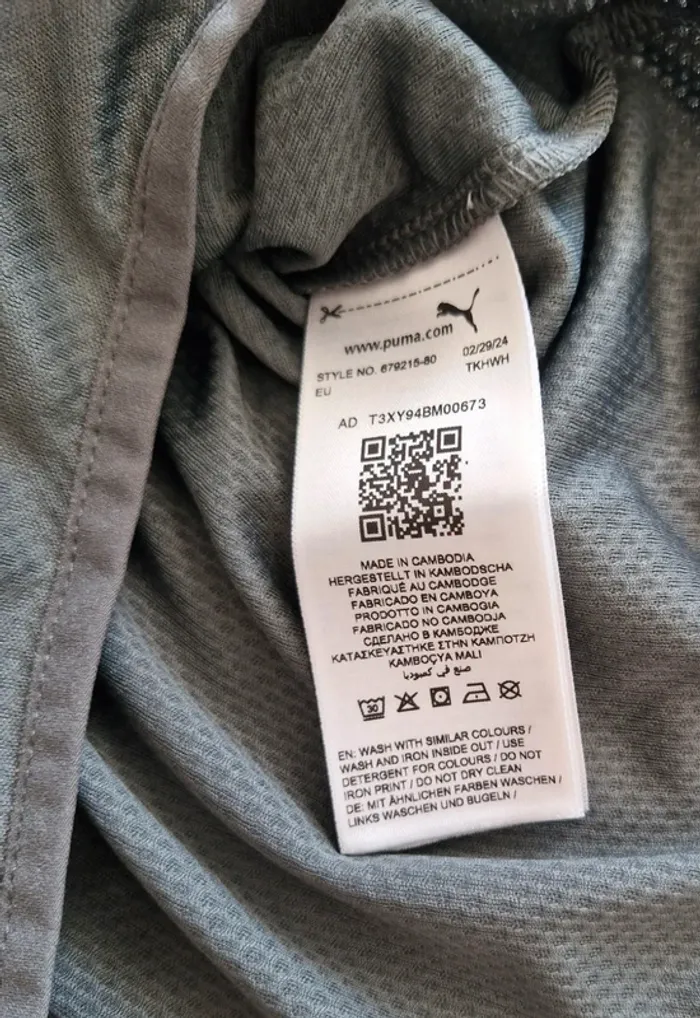 www.puma.com
STYLE NO. 679215-80 02/29/24
EU TKHWH
AD T3XY94BM00673
MADE IN CAMBODIA
HERGESTELLT IN KAMBODSCHA
FABRIQUÉ AU CAMBODGE
FABRICADO EN CAMBOYA
PRODOTTO IN CAMBOGIA
FABRICADO NO CAMBODJA
СДЕЛАНО В КАМБОДЖЕ
ΚΑΤΑΣΚΕΥΑΣΤΗΚΕ ΣΤΗΝ ΚΑΜΠΟΤΖΗ
KAMBOÇYA MALI
صنع في كمبوديا
30
EN: WASH WITH SIMILAR COLOURS /
WASH AND IRON INSIDE OUT / USE
DETERGENT FOR COLOURS / DO NOT
IRON PRINT / DO NOT DRY CLEAN
DE: MIT ÄHNLICHEN FARBEN WASCHEN /
LINKS WASCHEN UND BUGELN /